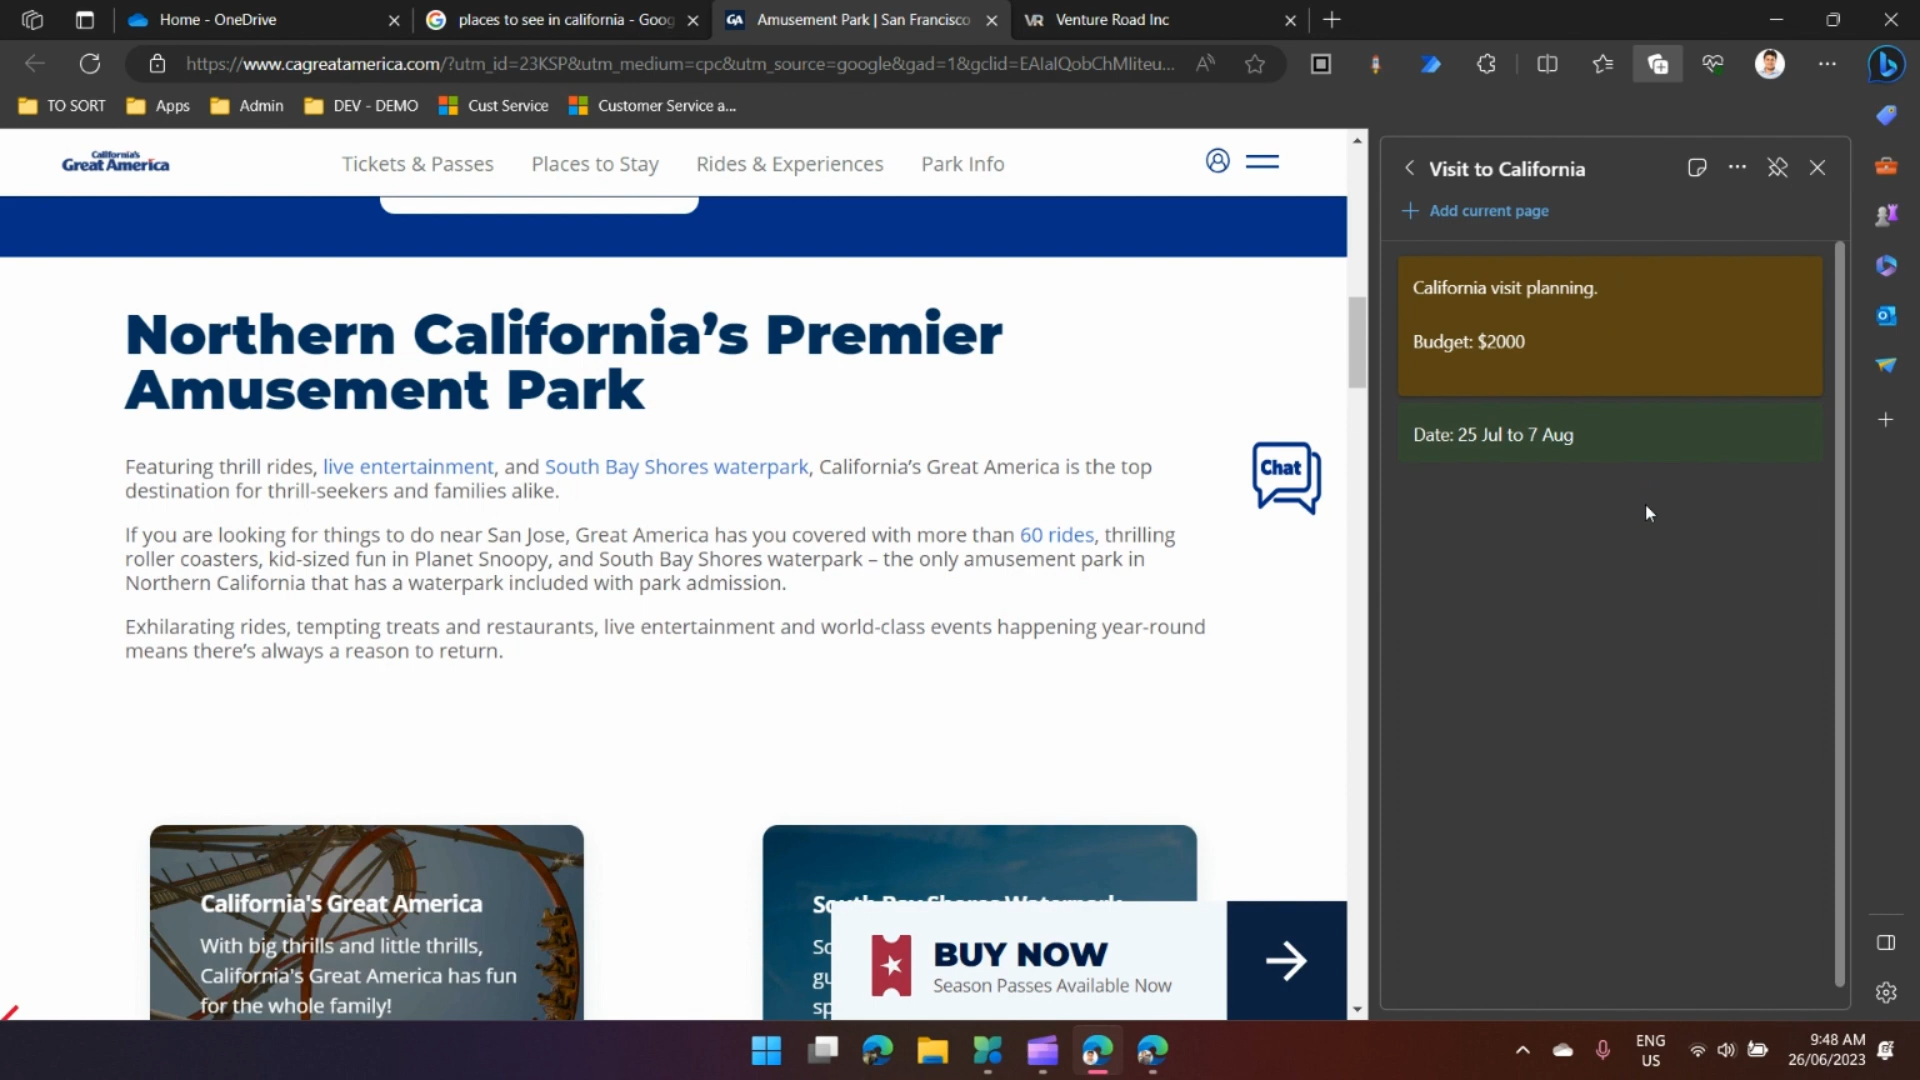 Home - OneDrive
places to see in california - Goog
GA
Amusement Park | San Francisco
VR
Venture Road Inc
https://www.cagreatamerica.com/?utm_id=23KSP&utm_medium=cpc&utm_source=google&gad=1&gclid=EAIaIQobChMIiteu...
TO SORT
Apps
Admin
DEV - DEMO
Cust Service
Customer Service a...
California's
Great America
Tickets & Passes
Places to Stay
Rides & Experiences
Park Info
Northern California's Premier
Amusement Park
Featuring thrill rides, live entertainment, and South Bay Shores waterpark, California's Great America is the top
destination for thrill-seekers and families alike.
If you are looking for things to do near San Jose, Great America has you covered with more than 60 rides, thrilling
roller coasters, kid-sized fun in Planet Snoopy, and South Bay Shores waterpark – the only amusement park in
Northern California that has a waterpark included with park admission.
Exhilarating rides, tempting treats and restaurants, live entertainment and world-class events happening year-round
means there's always a reason to return.
Chat
California's Great America
With big thrills and little thrills,
California's Great America has fun
for the whole family!
South Bay Shores Waterpark
BUY NOW
Season Passes Available Now
Visit to California
Add current page
California visit planning.
Budget: $2000
Date: 25 Jul to 7 Aug
ENG
US
9:48 AM
26/06/2023